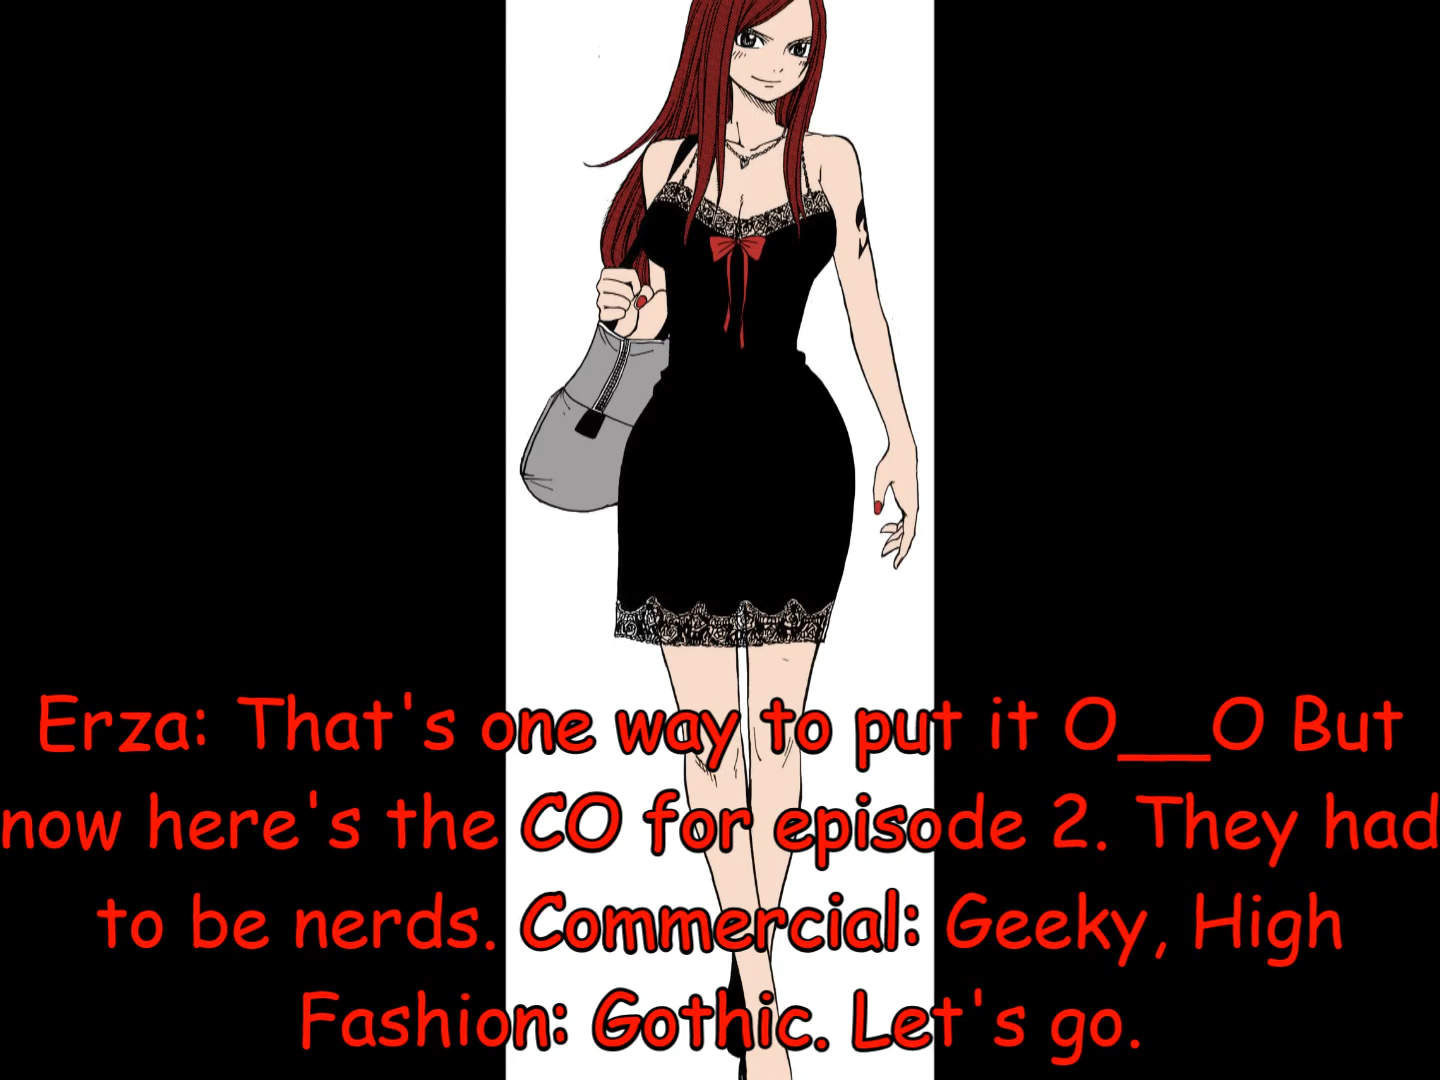 Erza: That's one way to put it O__O But
now here's the CO for episode 2. They had
to be nerds. Commercial: Geeky, High
Fashion: Gothic. Let's go.